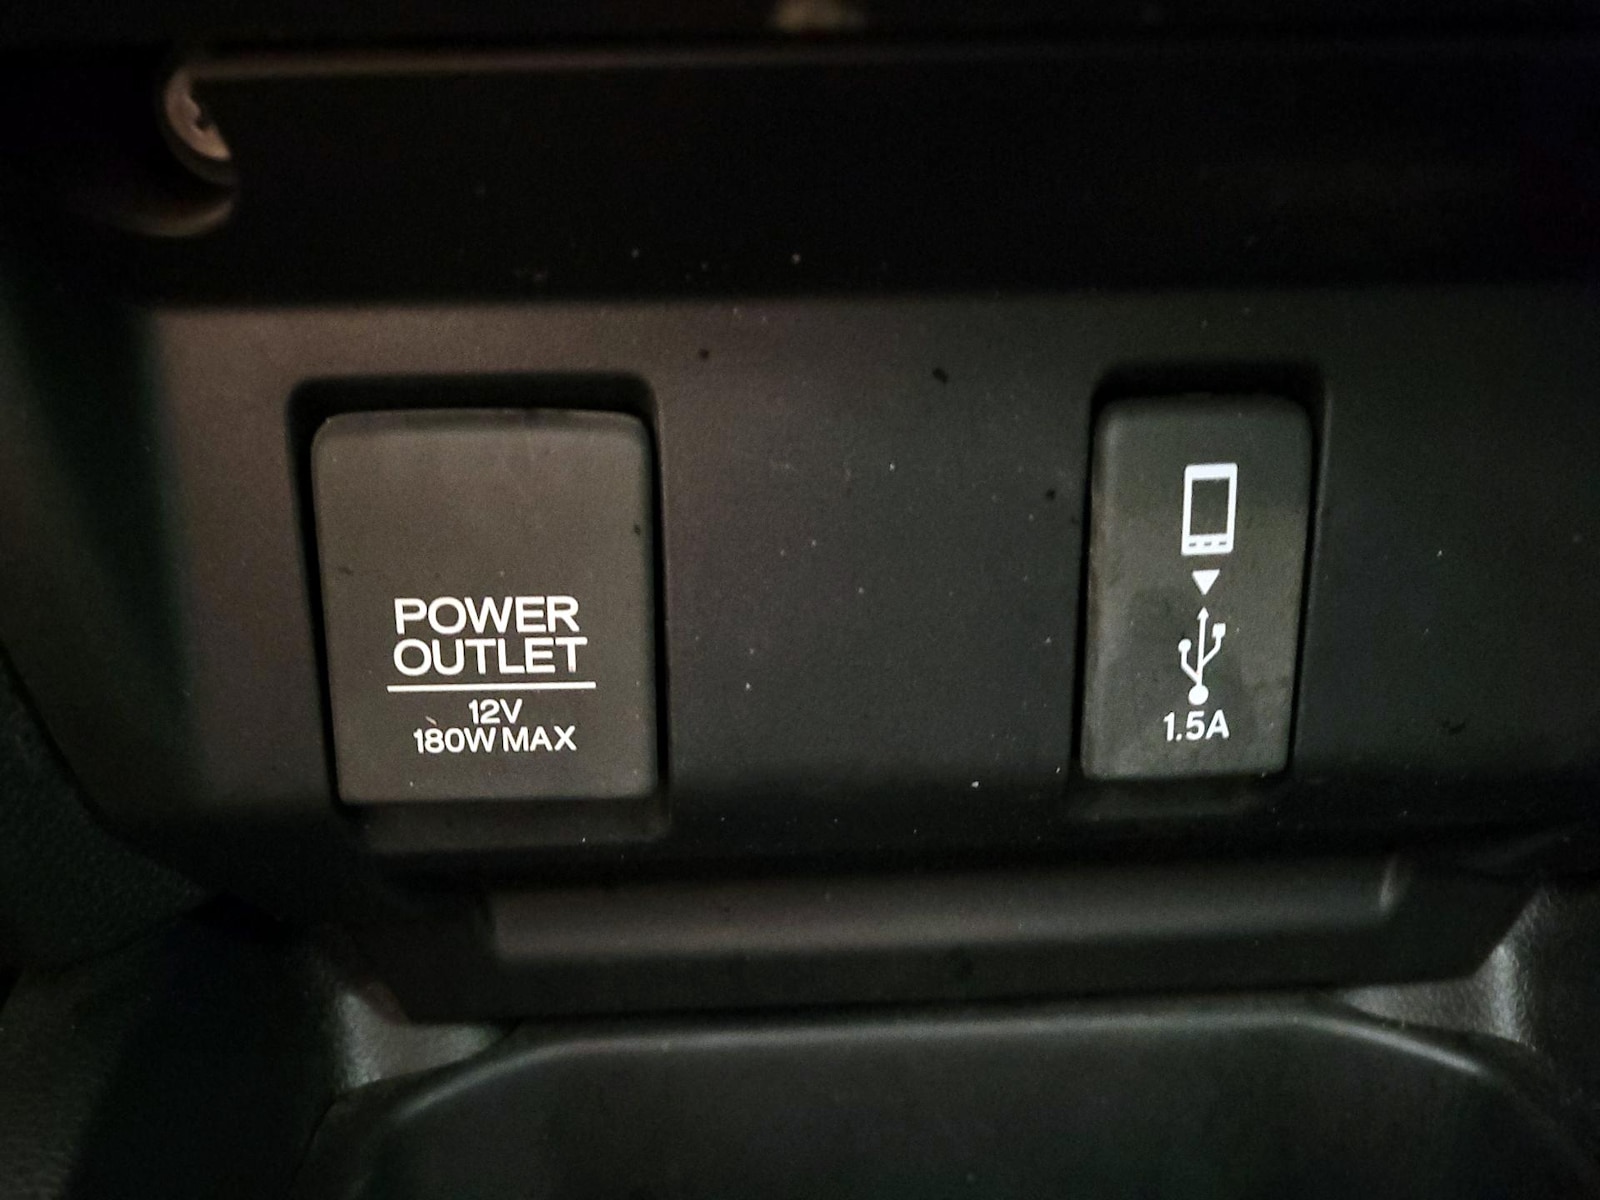 POWER
OUTLET
12V
180W MAX
1.5A